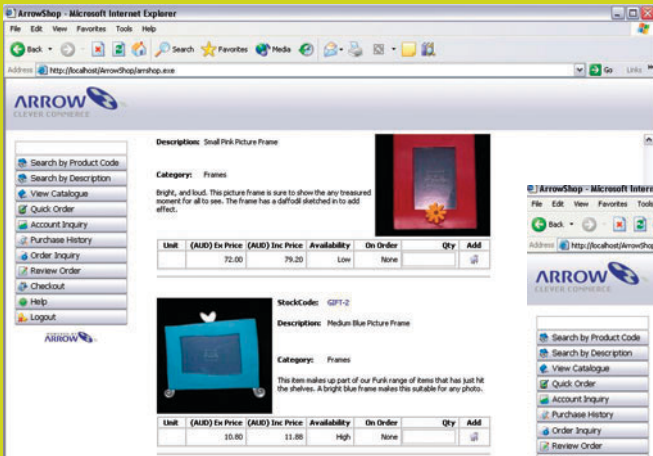 ArrowShop - Microsoft Internet Explorer
File Edit View Favorites Tools Help
Back Search Favorites Media
Address http://localhost/ArrowShop/arrshop.exe Go Links
ARROW
CLEVER COMMERCE
Search by Product Code
Search by Description
View Catalogue
Quick Order
Account Inquiry
Purchase History
Order Inquiry
Review Order
Checkout
Help
Logout
ARROW
Description: Small Pink Picture Frame
Category: Frames
Bright, and loud. This picture frame is sure to show the any treasured
moment for all to see. The frame has a daffodil sketched in to add
effect.
Unit (AUD) Ex Price (AUD) Inc Price Availability On Order Qty Add
72.00 79.20 Low None
StockCode: GIFT-2
Description: Medium Blue Picture Frame
Category: Frames
This item makes up part of our Funk range of items that has just hit
the shelves. A bright blue frame makes this suitable for any photo.
Unit (AUD) Ex Price (AUD) Inc Price Availability On Order Qty Add
10.80 11.88 High None
ArrowShop - Microsoft Intern
File Edit View Favorites Tools
Back
Address http://localhost/ArrowShop
ARROW
CLEVER COMMERCE
Search by Product Code
Search by Description
View Catalogue
Quick Order
Account Inquiry
Purchase History
Order Inquiry
Review Order